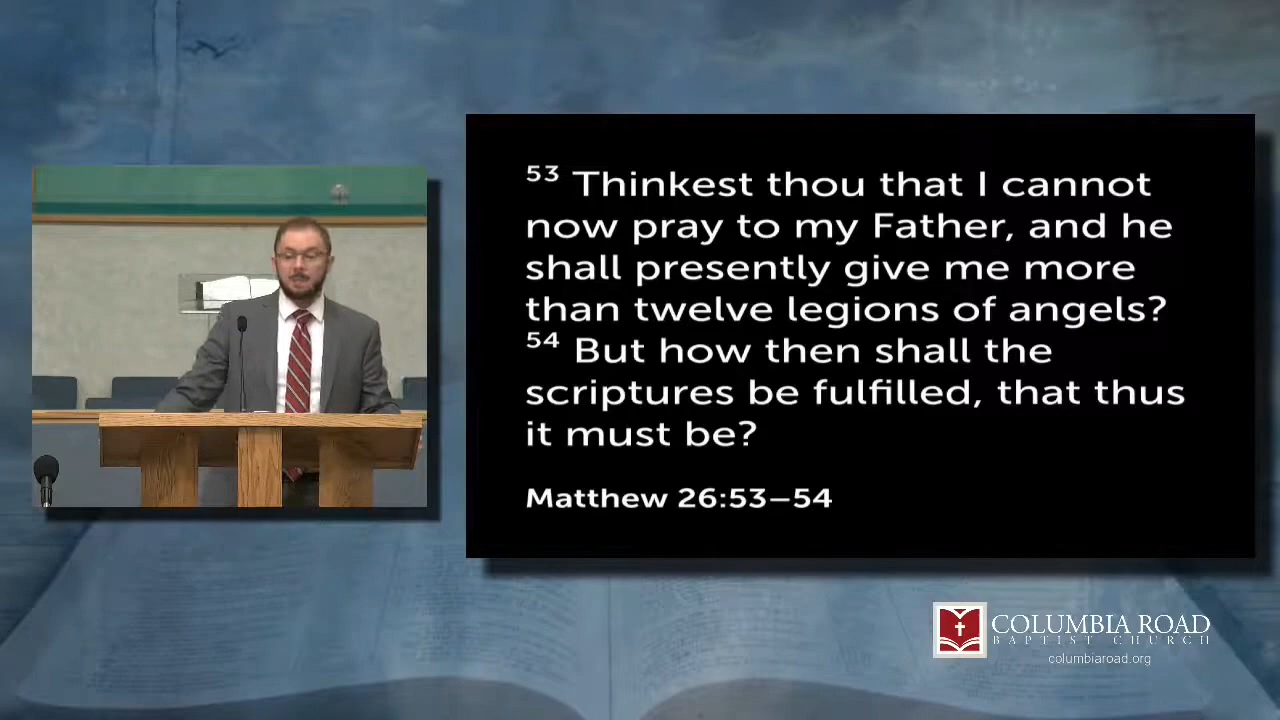 53 Thinkest thou that I cannot
now pray to my Father, and he
shall presently give me more
than twelve legions of angels?
54 But how then shall the
scriptures be fulfilled, that thus
it must be?
Matthew 26:53–54
COLUMBIA ROAD
BAPTIST CHURCH
columbiaroad.org